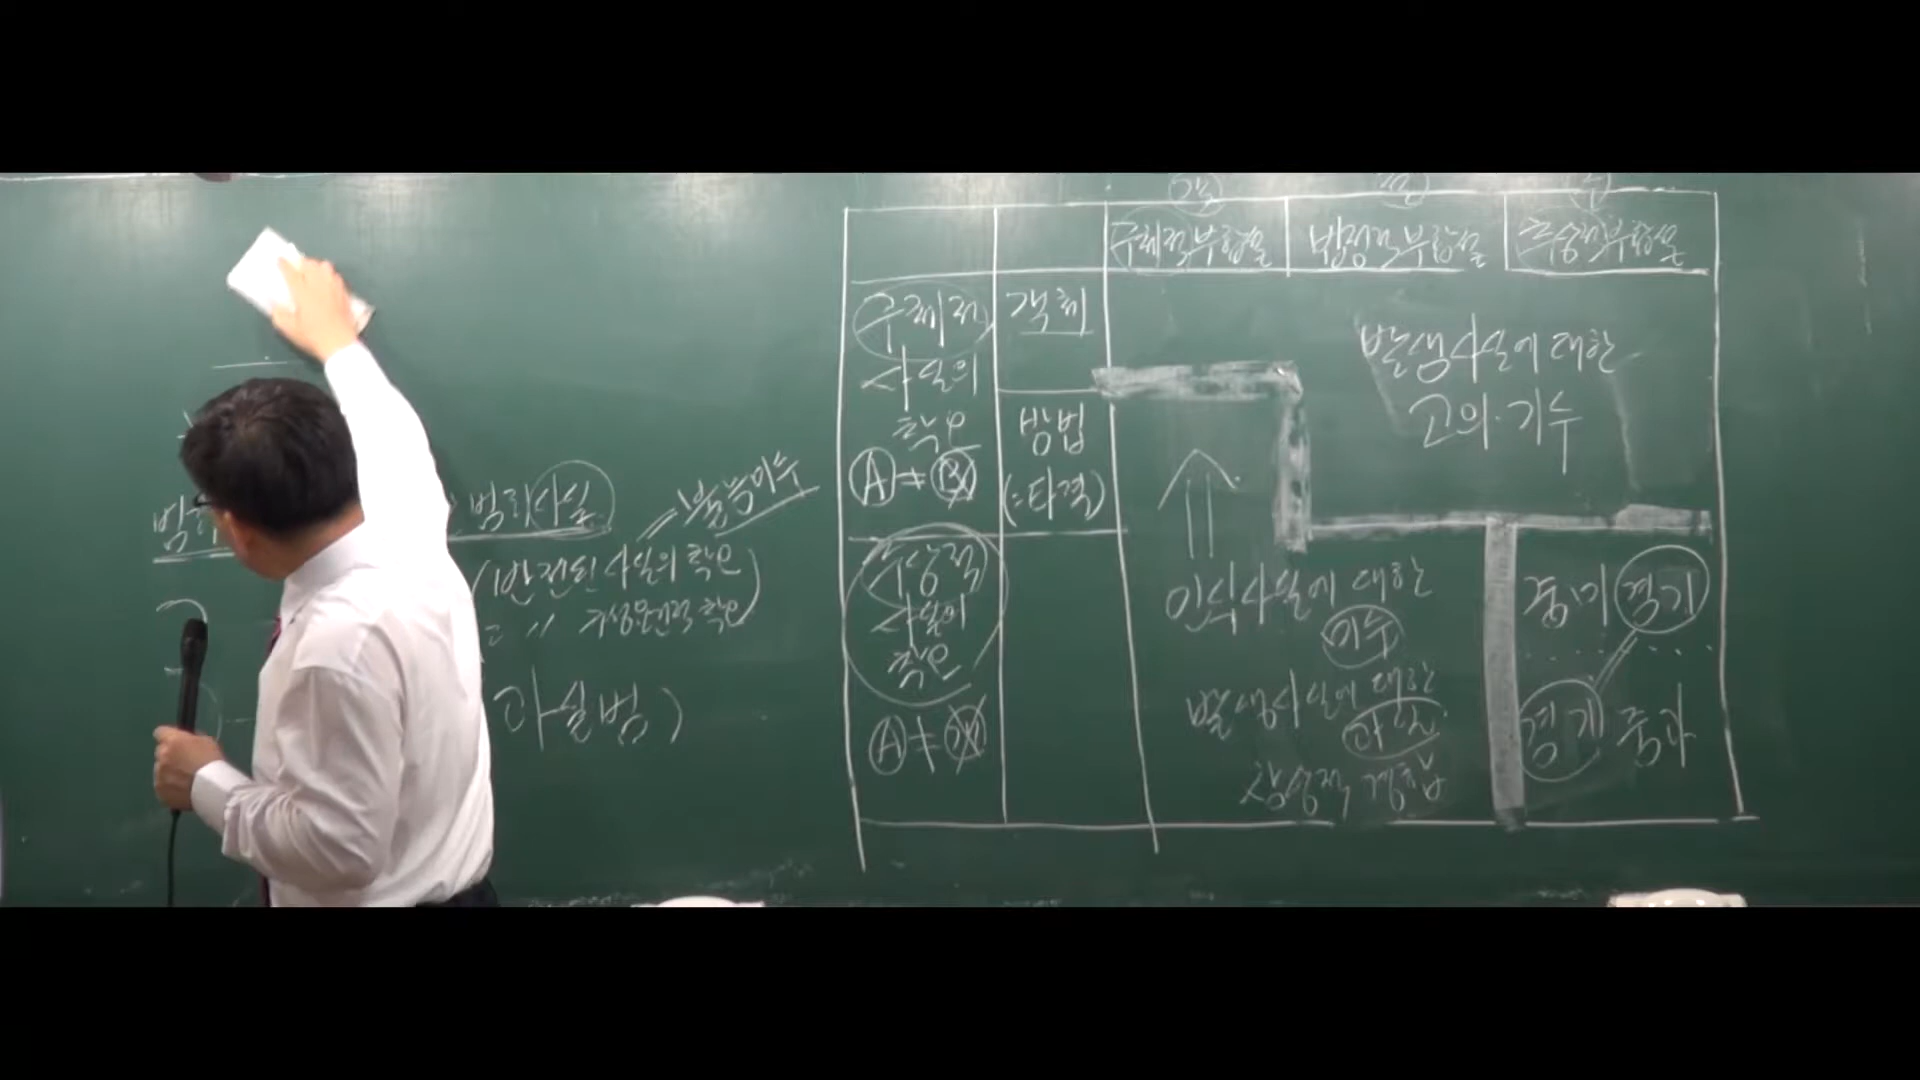 구체적부합설 법정적부합설 추상적부합설
구체적
사실의
착오
Ⓐ≠Ⓑ
객체
방법
(=타격)
발생사실에 대한
고의·기수
추상적
사실의
착오
Ⓐ≠
인식사실에 대한
미수
발생사실에 대한
과실
상상적 경합
중미 경기
경기 중과
범죄사실
불능미수
반전된 사실의 착오
과실범)